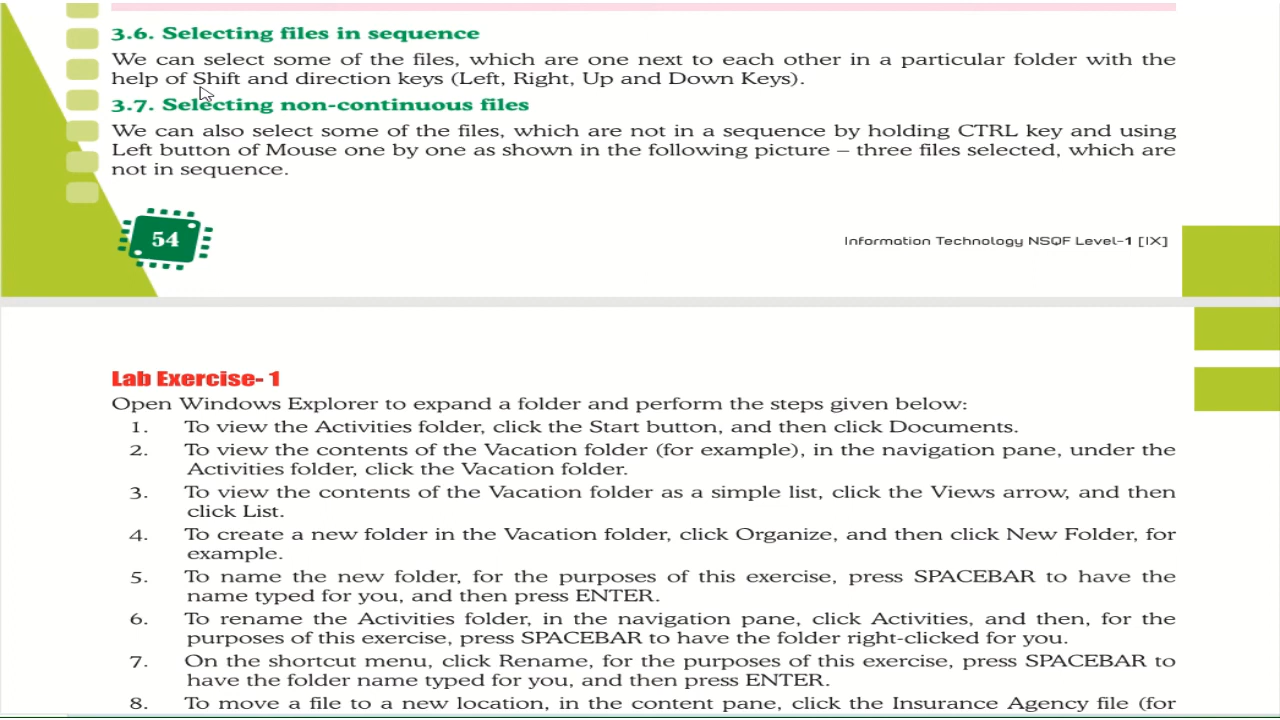 3.6. Selecting files in sequence
We can select some of the files, which are one next to each other in a particular folder with the
help of Shift and direction keys (Left, Right, Up and Down Keys).
3.7. Selecting non-continuous files
We can also select some of the files, which are not in a sequence by holding CTRL key and using
Left button of Mouse one by one as shown in the following picture – three files selected, which are
not in sequence.
54
Information Technology NSQF Level-1 [IX]
Lab Exercise- 1
Open Windows Explorer to expand a folder and perform the steps given below:
1. To view the Activities folder, click the Start button, and then click Documents.
2. To view the contents of the Vacation folder (for example), in the navigation pane, under the
Activities folder, click the Vacation folder.
3. To view the contents of the Vacation folder as a simple list, click the Views arrow, and then
click List.
4. To create a new folder in the Vacation folder, click Organize, and then click New Folder, for
example.
5. To name the new folder, for the purposes of this exercise, press SPACEBAR to have the
name typed for you, and then press ENTER.
6. To rename the Activities folder, in the navigation pane, click Activities, and then, for the
purposes of this exercise, press SPACEBAR to have the folder right-clicked for you.
7. On the shortcut menu, click Rename, for the purposes of this exercise, press SPACEBAR to
have the folder name typed for you, and then press ENTER.
8. To move a file to a new location, in the content pane, click the Insurance Agency file (for